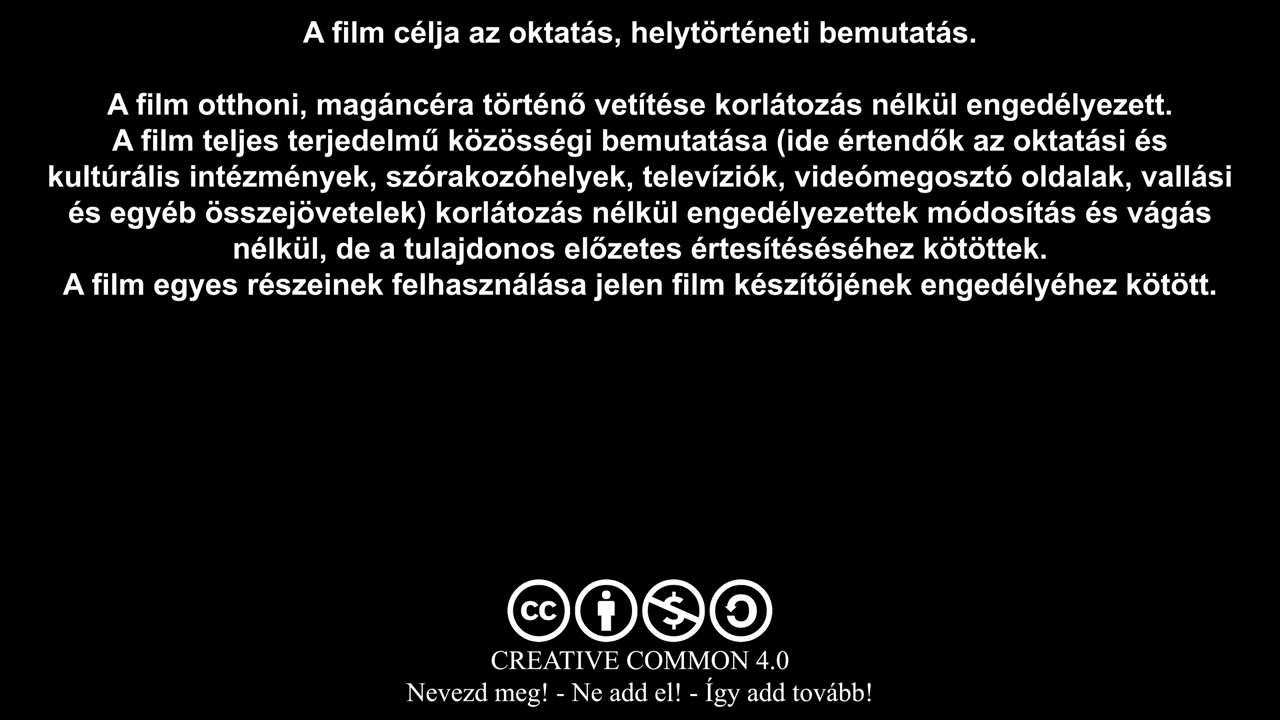 A film célja az oktatás, helytörténeti bemutatás.
A film otthoni, magáncéra történő vetítése korlátozás nélkül engedélyezett.
A film teljes terjedelmű közösségi bemutatása (ide értendők az oktatási és
kultúrális intézmények, szórakozóhelyek, televíziók, videómegosztó oldalak, vallási
és egyéb összejövetelek) korlátozás nélkül engedélyezettek módosítás és vágás
nélkül, de a tulajdonos előzetes értesítéséséhez kötöttek.
A film egyes részeinek felhasználása jelen film készítőjének engedélyéhez kötött.
CREATIVE COMMON 4.0
Nevezd meg! - Ne add el! - Így add tovább!